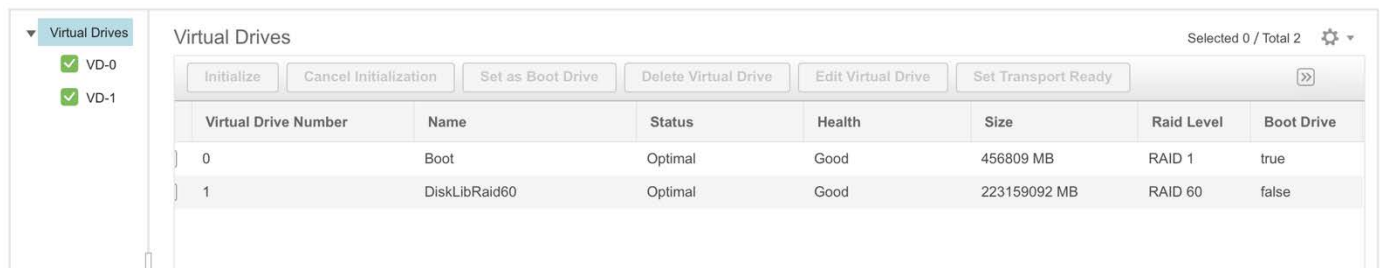 Virtual Drives
VD-0
VD-1
Virtual Drives
Selected 0 / Total 2
Initialize Cancel Initialization Set as Boot Drive Delete Virtual Drive Edit Virtual Drive Set Transport Ready
Virtual Drive Number Name Status Health Size Raid Level Boot Drive
0 Boot Optimal Good 456809 MB RAID 1 true
1 DiskLibRaid60 Optimal Good 223159092 MB RAID 60 false